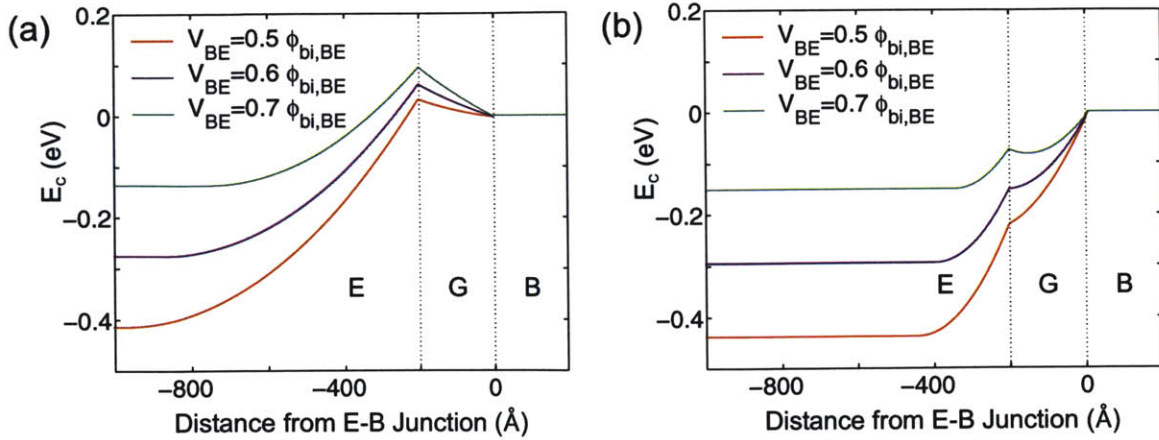 (a)
0.2
0
−0.2
−0.4
E_c (eV)
V_BE=0.5 ϕ_bi,BE
V_BE=0.6 ϕ_bi,BE
V_BE=0.7 ϕ_bi,BE
E G B
−800 −400 0
Distance from E-B Junction (Å)
(b)
0.2
0
−0.2
−0.4
E_c (eV)
V_BE=0.5 ϕ_bi,BE
V_BE=0.6 ϕ_bi,BE
V_BE=0.7 ϕ_bi,BE
E G B
−800 −400 0
Distance from E-B Junction (Å)